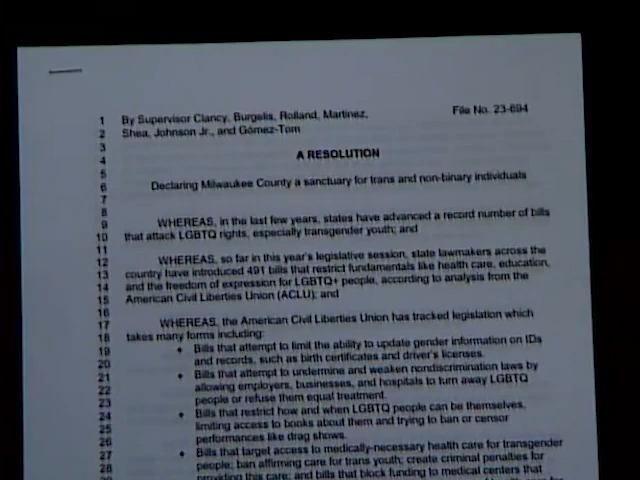 1 By Supervisor Clancy, Burgelis, Rolland, Martinez, File No. 23-694
2 Shea, Johnson Jr., and Gómez-Tom
3
4 A RESOLUTION
5
6 Declaring Milwaukee County a sanctuary for trans and non-binary individuals
7
8
9 WHEREAS, in the last few years, states have advanced a record number of bills
10 that attack LGBTQ rights, especially transgender youth; and
11
12 WHEREAS, so far in this year's legislative session, state lawmakers across the
13 country have introduced 491 bills that restrict fundamentals like health care, education,
14 and the freedom of expression for LGBTQ+ people, according to analysis from the
15 American Civil Liberties Union (ACLU); and
16
17 WHEREAS, the American Civil Liberties Union has tracked legislation which
18 takes many forms including:
19 • Bills that attempt to limit the ability to update gender information on IDs
20 and records, such as birth certificates and driver's licenses.
21 • Bills that attempt to undermine and weaken nondiscrimination laws by
22 allowing employers, businesses, and hospitals to turn away LGBTQ
23 people or refuse them equal treatment.
24 • Bills that restrict how and when LGBTQ people can be themselves,
25 limiting access to books about them and trying to ban or censor
26 performances like drag shows.
27 • Bills that target access to medically-necessary health care for transgender
28 people; ban affirming care for trans youth; create criminal penalties for
providing this care; and bills that block funding to medical centers that